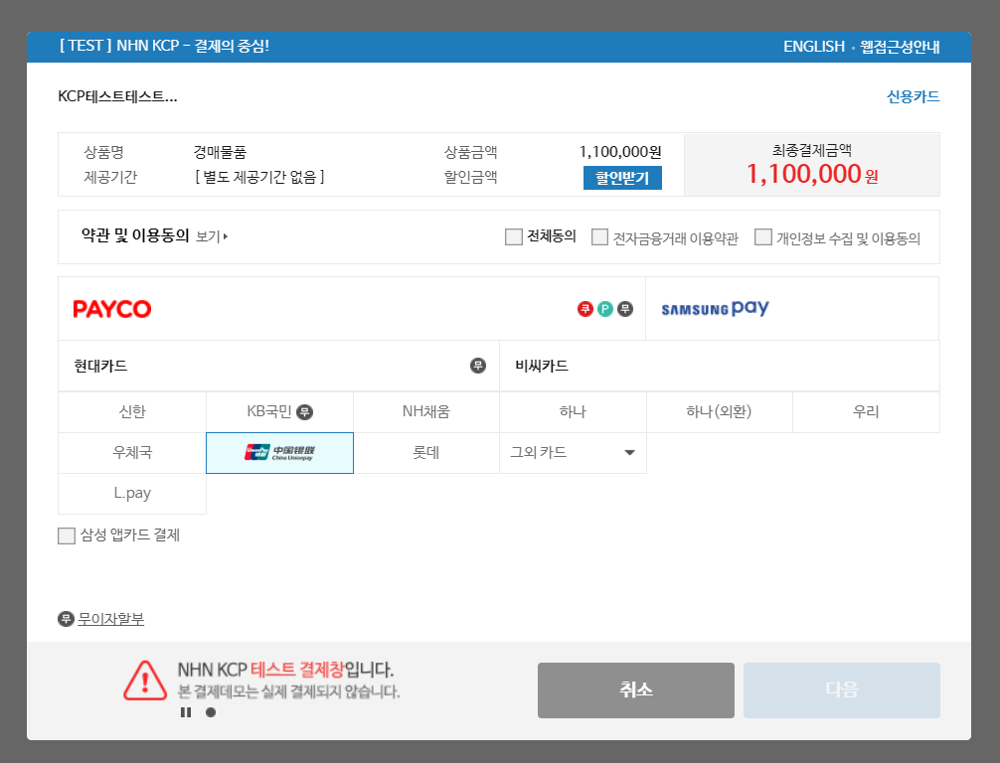 [ TEST ] NHN KCP - 결제의 중심!
ENGLISH • 웹접근성안내
KCP테스트테스트...
신용카드
상품명 경매물품 상품금액 1,100,000원
제공기간 [ 별도 제공기간 없음 ] 할인금액 할인받기
최종결제금액
1,100,000 원
약관 및 이용동의 보기
전체동의 전자금융거래 이용약관 개인정보 수집 및 이용동의
PAYCO 쿠 P 무 SAMSUNG pay
현대카드 무 비씨카드
신한 KB국민 무 NH채움 하나 하나(외환) 우리
우체국 UnionPay 银联 中国银联 롯데 그외 카드
China Unionpay
L.pay
삼성 앱카드 결제
무 무이자할부
NHN KCP 테스트 결제창입니다.
본 결제데모는 실제 결제되지 않습니다.
취소 다음